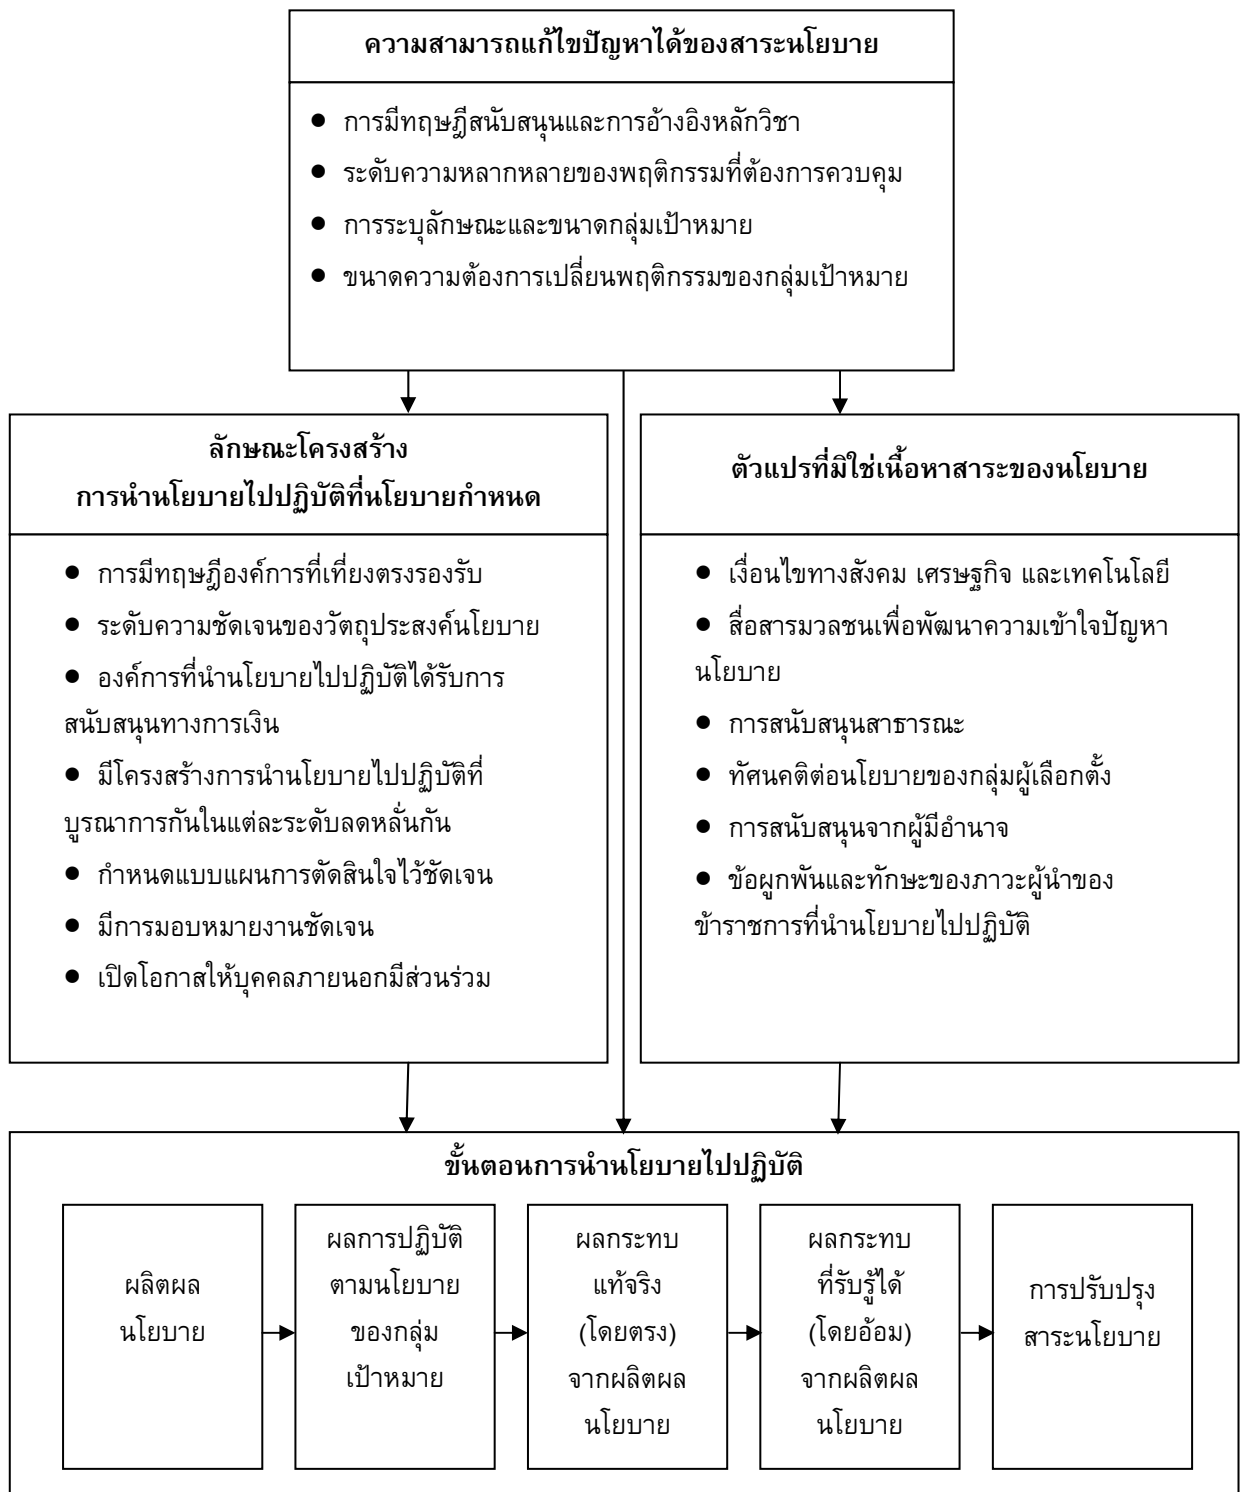 ความสามารถแก้ไขปัญหาได้ของสาระนโยบาย
● การมีทฤษฎีสนับสนุนและการอ้างอิงหลักวิชา
● ระดับความหลากหลายของพฤติกรรมที่ต้องการควบคุม
● การระบุลักษณะและขนาดกลุ่มเป้าหมาย
● ขนาดความต้องการเปลี่ยนพฤติกรรมของกลุ่มเป้าหมาย
ลักษณะโครงสร้าง
การนำนโยบายไปปฏิบัติที่นโยบายกำหนด
● การมีทฤษฎีองค์การที่เที่ยงตรงรองรับ
● ระดับความชัดเจนของวัตถุประสงค์นโยบาย
● องค์การที่นำนโยบายไปปฏิบัติได้รับการ
สนับสนุนทางการเงิน
● มีโครงสร้างการนำนโยบายไปปฏิบัติที่
บูรณาการกันในแต่ละระดับลดหลั่นกัน
● กำหนดแบบแผนการตัดสินใจไว้ชัดเจน
● มีการมอบหมายงานชัดเจน
● เปิดโอกาสให้บุคคลภายนอกมีส่วนร่วม
ตัวแปรที่มิใช่เนื้อหาสาระของนโยบาย
● เงื่อนไขทางสังคม เศรษฐกิจ และเทคโนโลยี
● สื่อสารมวลชนเพื่อพัฒนาความเข้าใจปัญหา
นโยบาย
● การสนับสนุนสาธารณะ
● ทัศนคติต่อนโยบายของกลุ่มผู้เลือกตั้ง
● การสนับสนุนจากผู้มีอำนาจ
● ข้อผูกพันและทักษะของภาวะผู้นำของ
ข้าราชการที่นำนโยบายไปปฏิบัติ
ขั้นตอนการนำนโยบายไปปฏิบัติ
ผลิตผล
นโยบาย
ผลการปฏิบัติ
ตามนโยบาย
ของกลุ่ม
เป้าหมาย
ผลกระทบ
แท้จริง
(โดยตรง)
จากผลิตผล
นโยบาย
ผลกระทบ
ที่รับรู้ได้
(โดยอ้อม)
จากผลิตผล
นโยบาย
การปรับปรุง
สาระนโยบาย